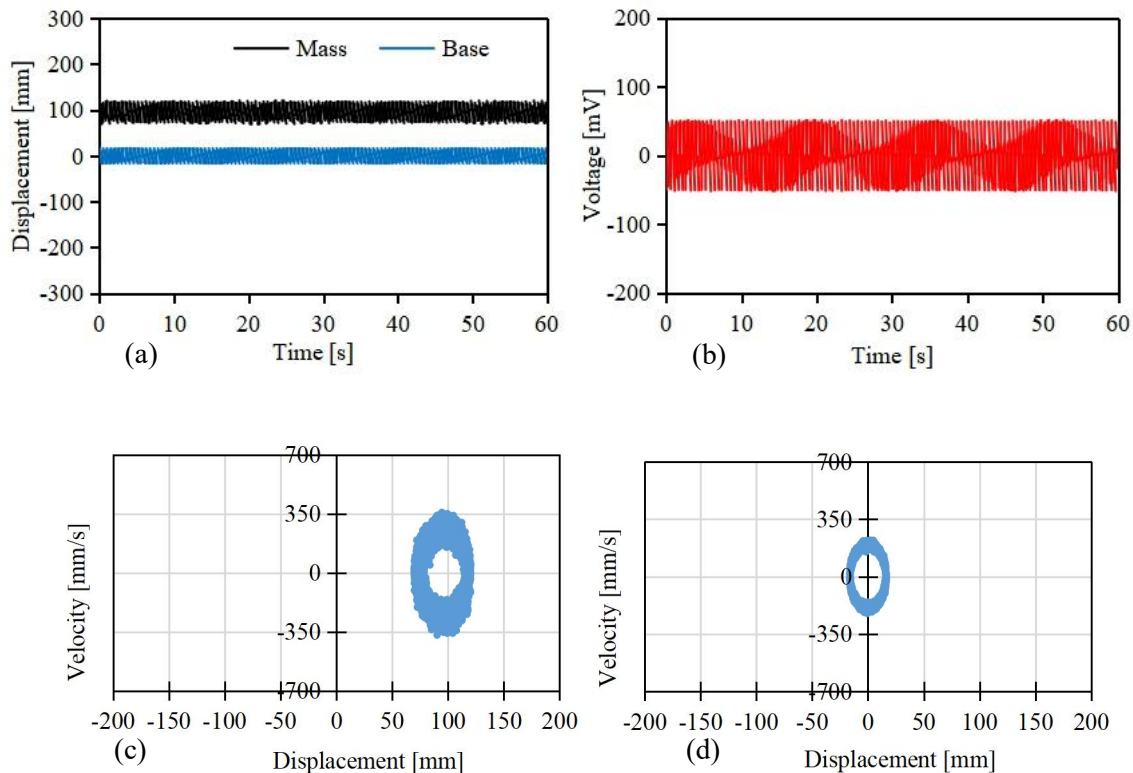 300
200
100
0
-100
-200
-300
Displacement [mm]
Mass Base
0 10 20 30 40 50 60
Time [s]
(a)
200
100
0
-100
-200
Voltage [mV]
0 10 20 30 40 50 60
Time [s]
(b)
700
350
0
-350
-700
Velocity [mm/s]
-200 -150 -100 -50 0 50 100 150 200
Displacement [mm]
(c)
700
350
0
-350
-700
Velocity [mm/s]
-200 -150 -100 -50 0 50 100 150 200
Displacement [mm]
(d)